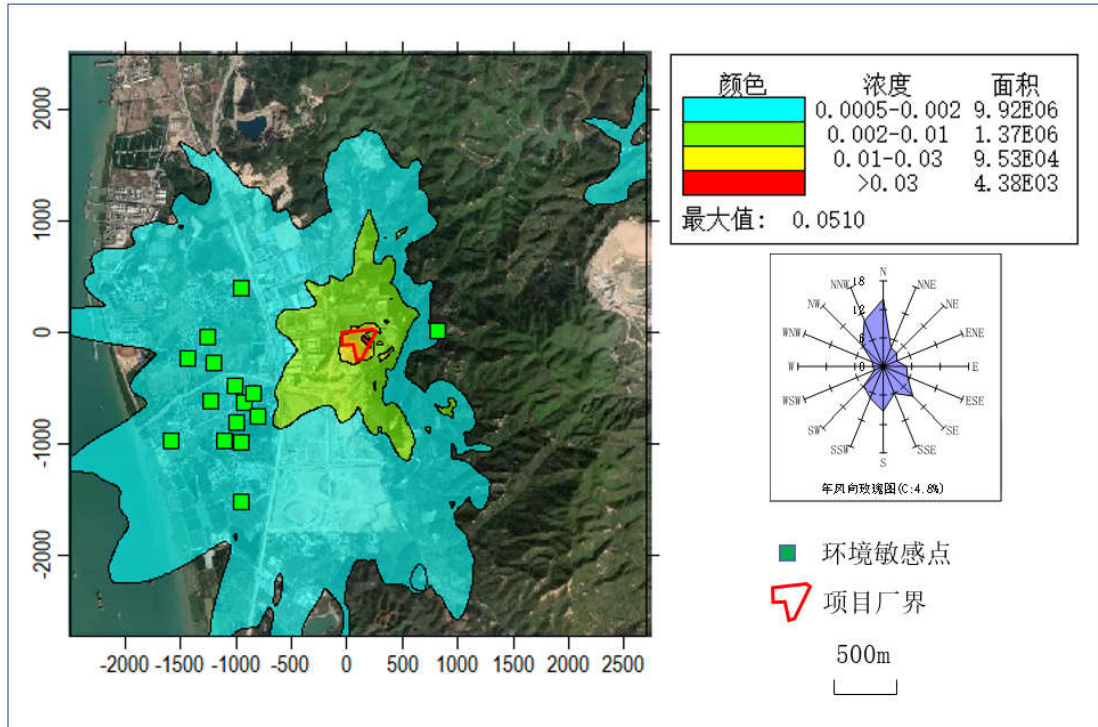 2000
1000
0
-1000
-2000
-2000 -1500 -1000 -500 0 500 1000 1500 2000 2500
颜色 浓度 面积
0.0005-0.002 9.92E06
0.002-0.01 1.37E06
0.01-0.03 9.53E04
>0.03 4.38E03
最大值: 0.0510
N
NNW 18 NNE
NW 12 NE
WNW 6 ENE
W 0 E
WSW ESE
SW SE
SSW SSE
S
年风向玫瑰图(C:4.8%)
环境敏感点
项目厂界
500m